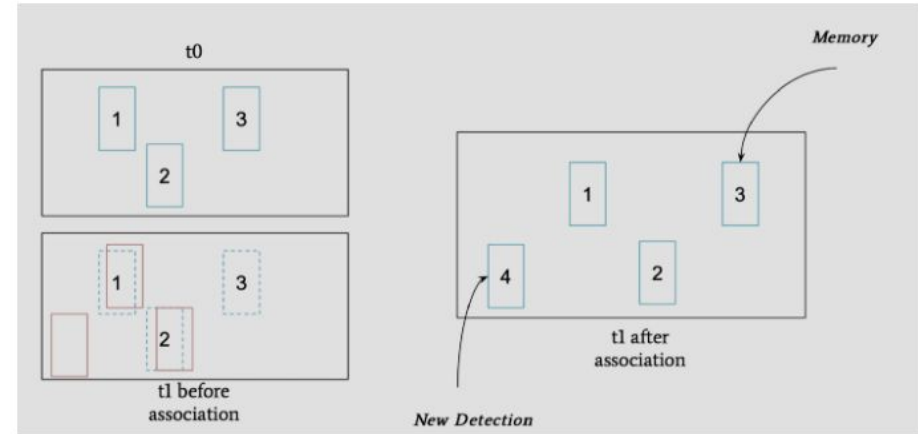 t0
1
3
2
1
3
2
t1 before
association
Memory
1
3
4
2
t1 after
association
New Detection